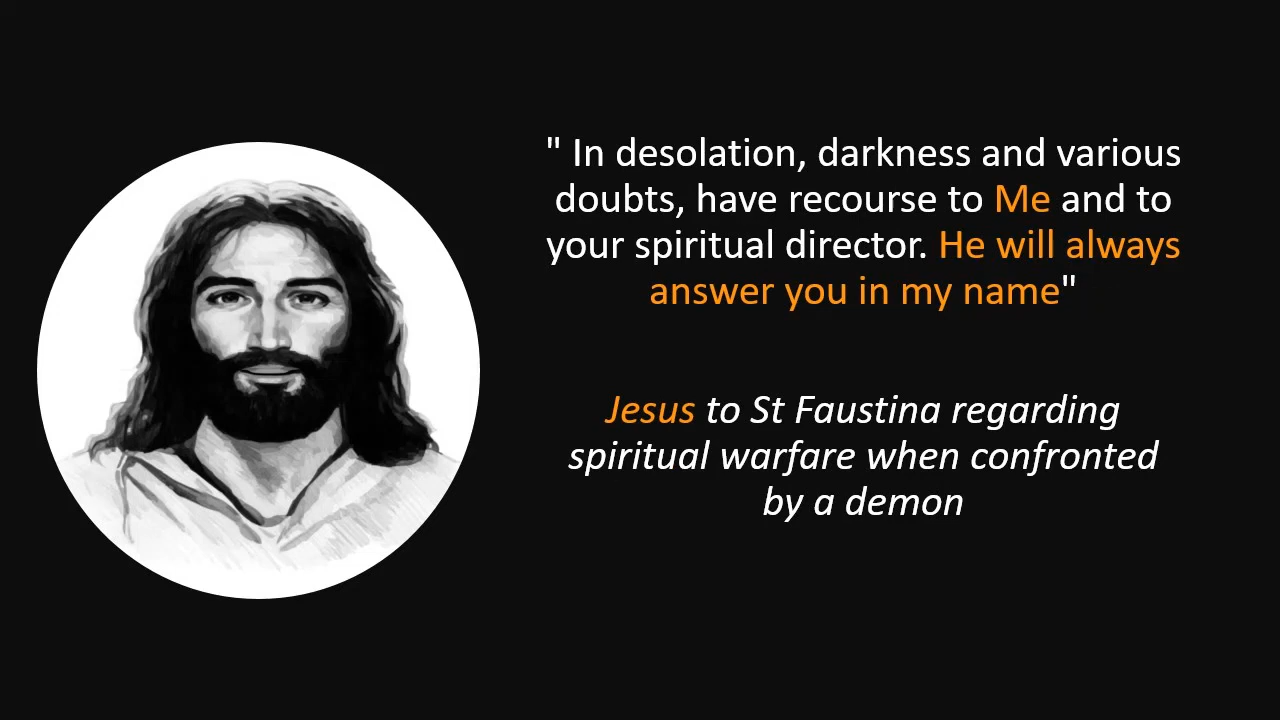 " In desolation, darkness and various
doubts, have recourse to Me and to
your spiritual director. He will always
answer you in my name"
Jesus to St Faustina regarding
spiritual warfare when confronted
by a demon